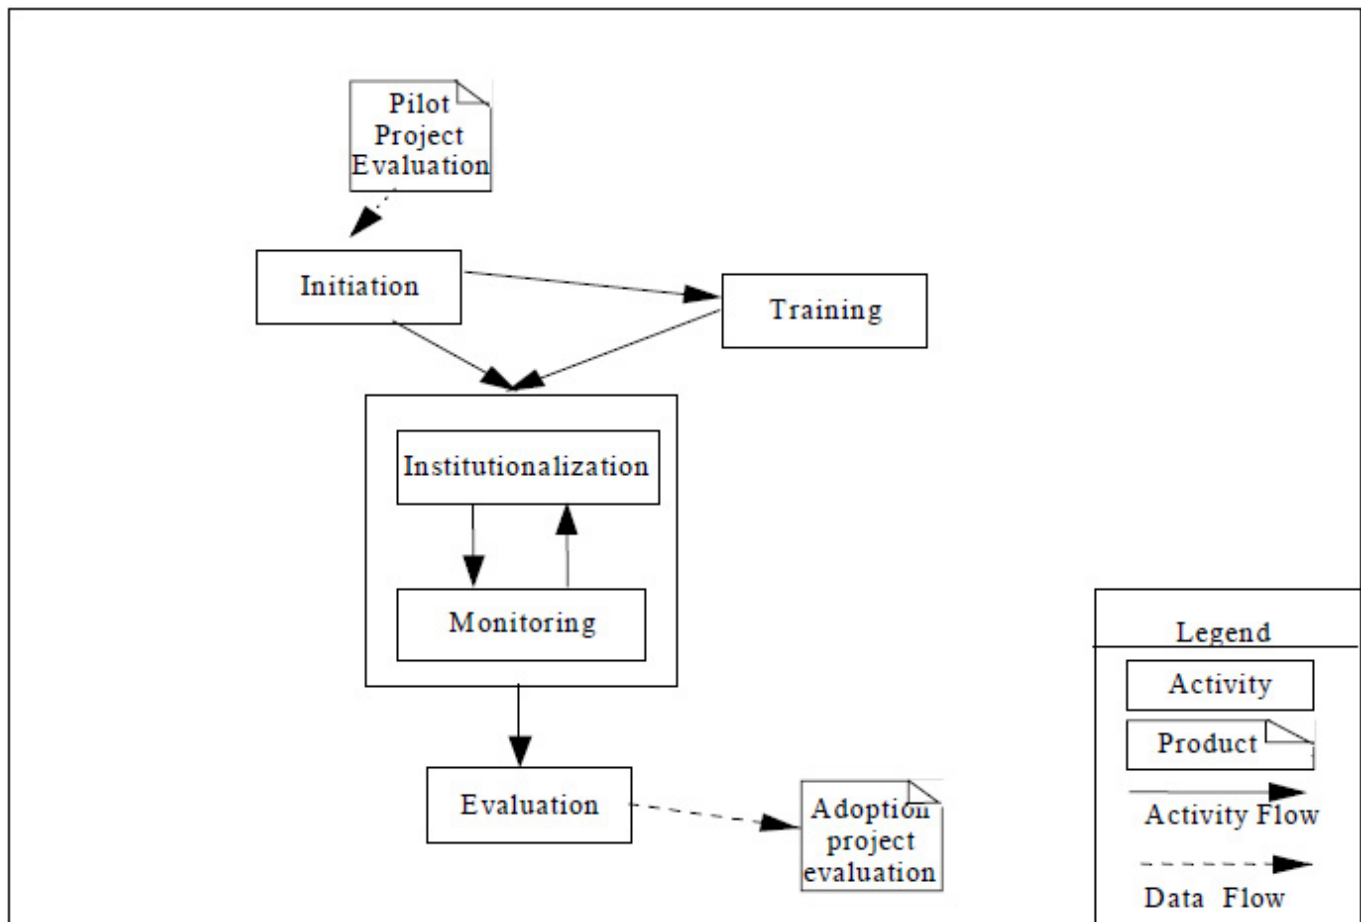 Pilot
Project
Evaluation
Initiation
Training
Institutionalization
Monitoring
Evaluation
Adoption
project
evaluation
Legend
Activity
Product
Activity Flow
Data Flow